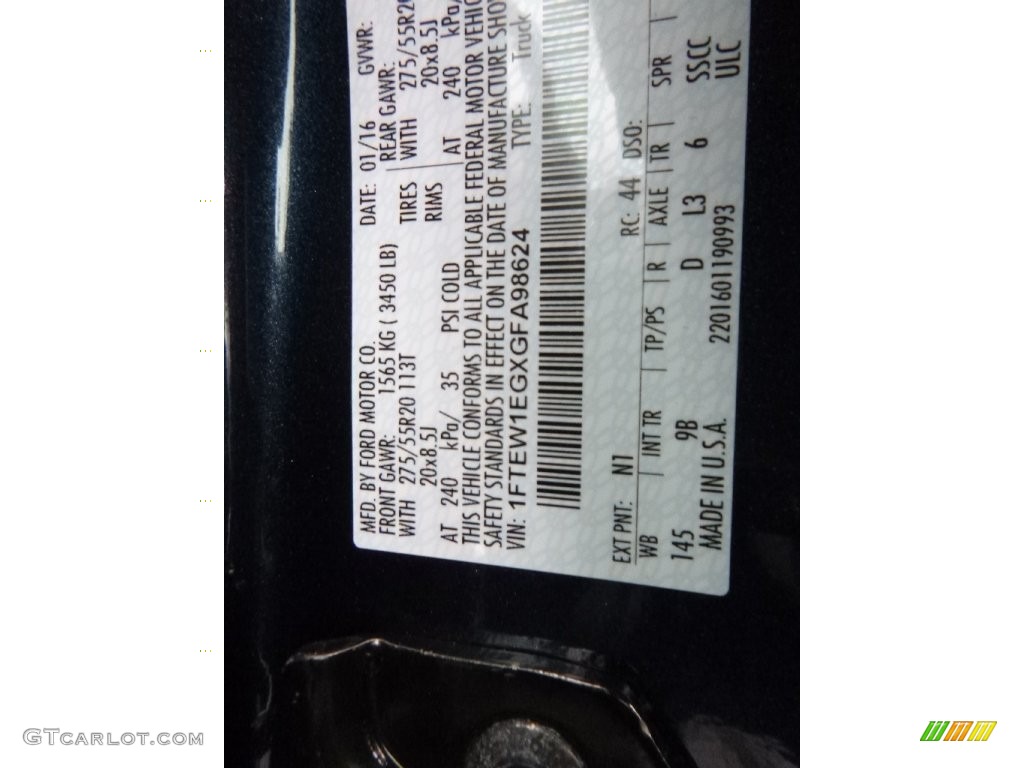 MFD. BY FORD MOTOR CO. DATE: 01/16 GVWR:
FRONT GAWR: 1565 KG ( 3450 LB) REAR GAWR:
WITH 275/55R20 113T TIRES WITH 275/55R20
20x8.5J RIMS 20x8.5J
AT 240 kPa/ 35 PSI COLD AT 240 kPa/
THIS VEHICLE CONFORMS TO ALL APPLICABLE FEDERAL MOTOR VEHIC
SAFETY STANDARDS IN EFFECT ON THE DATE OF MANUFACTURE SHO
VIN: 1FTEW1EGXGFA98624 TYPE: Truck
EXT PNT: N1 RC: 44 DSO:
WB INT TR TP/PS R AXLE TR SPR
145 9B D L3 6 SSCC
MADE IN U.S.A. 2201601190993 ULC
GTCARLOT.COM